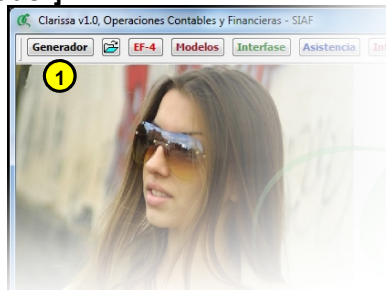 Clarissa v1.0, Operaciones Contables y Financieras - SIAF
Generador EF-4 Modelos Interfase Asistencia
1